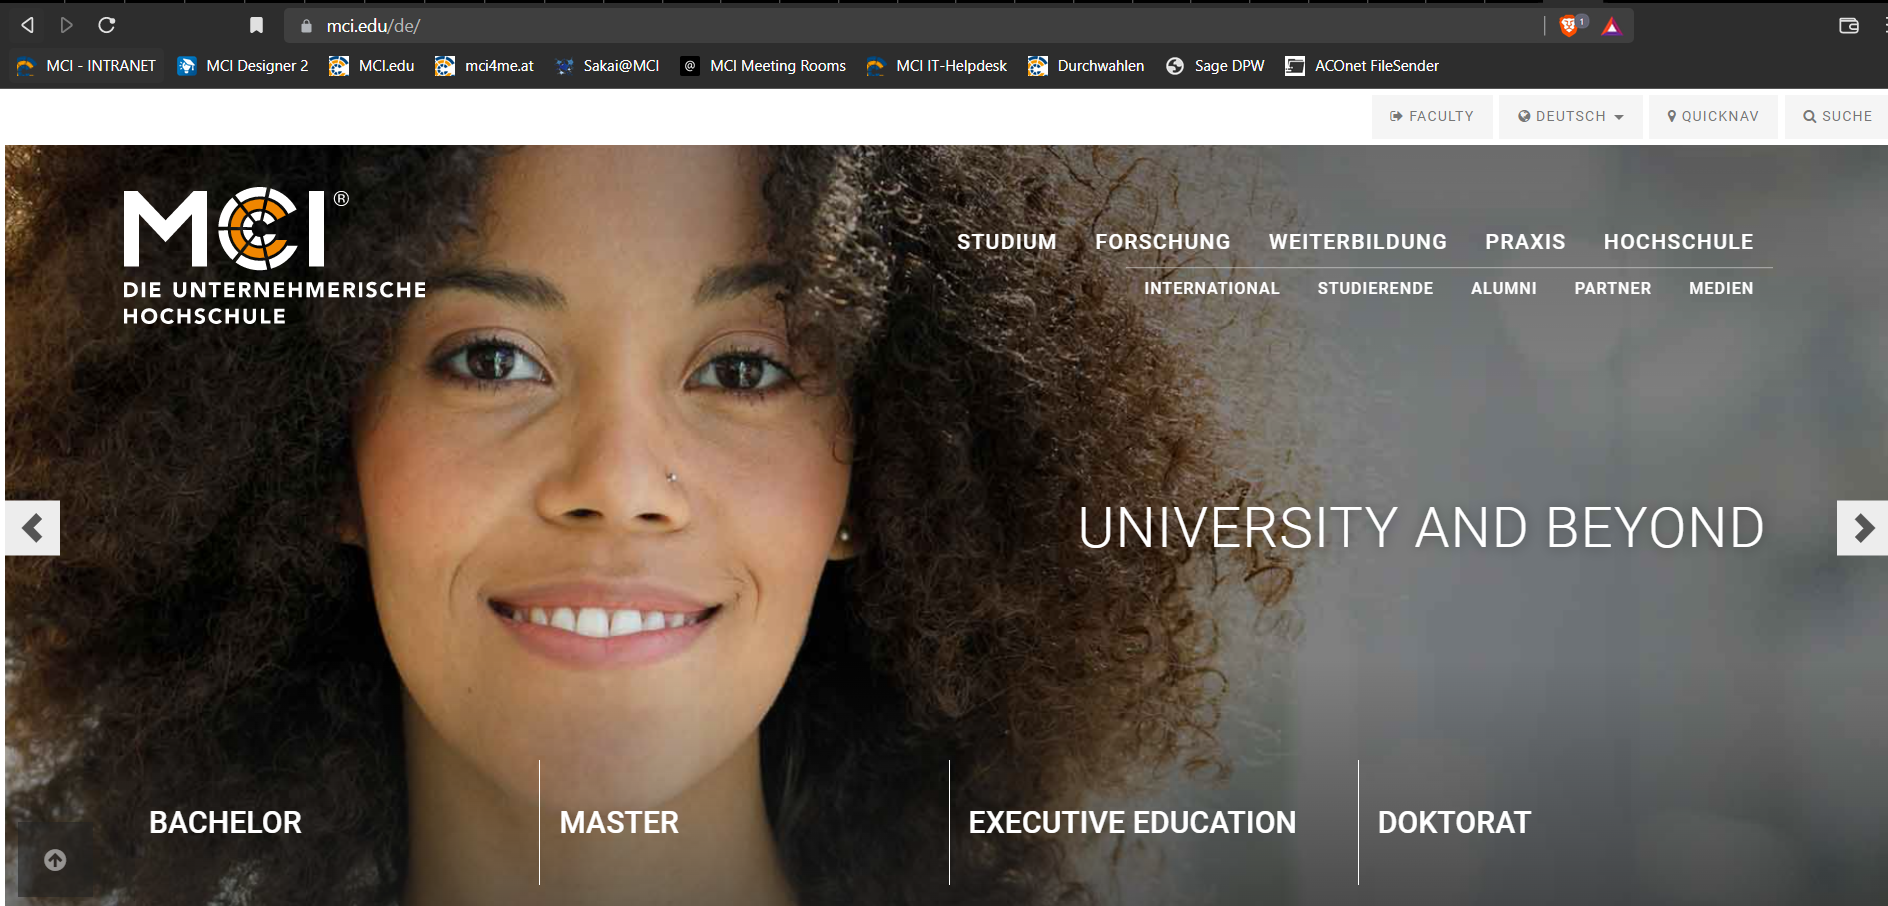 mci.edu/de/
1
MCI - INTRANET MCI Designer 2 MCI.edu mci4me.at Sakai@MCI @ MCI Meeting Rooms MCI IT-Helpdesk Durchwahlen Sage DPW ACOnet FileSender
FACULTY DEUTSCH QUICKNAV SUCHE
MCI ®
DIE UNTERNEHMERISCHE
HOCHSCHULE
STUDIUM FORSCHUNG WEITERBILDUNG PRAXIS HOCHSCHULE
INTERNATIONAL STUDIERENDE ALUMNI PARTNER MEDIEN
UNIVERSITY AND BEYOND
BACHELOR MASTER EXECUTIVE EDUCATION DOKTORAT